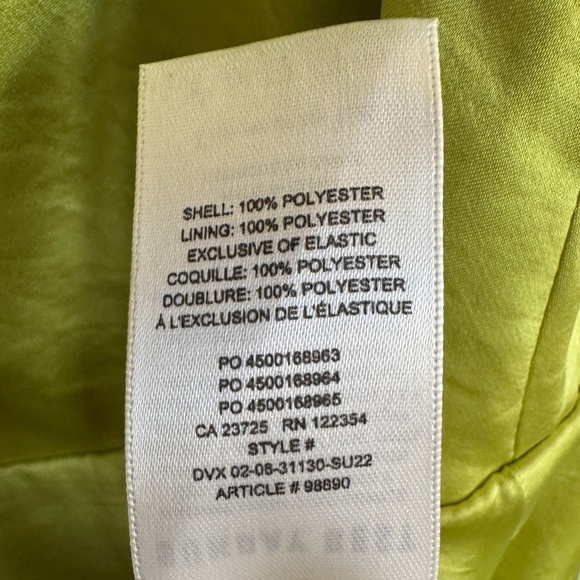 SHELL: 100% POLYESTER
LINING: 100% POLYESTER
EXCLUSIVE OF ELASTIC
COQUILLE: 100% POLYESTER
DOUBLURE: 100% POLYESTER
À L'EXCLUSION DE L'ÉLASTIQUE
PO 4500168963
PO 4500168964
PO 4500168965
CA 23725 RN 122354
STYLE #
DVX 02-06-31130-SU22
ARTICLE # 98890